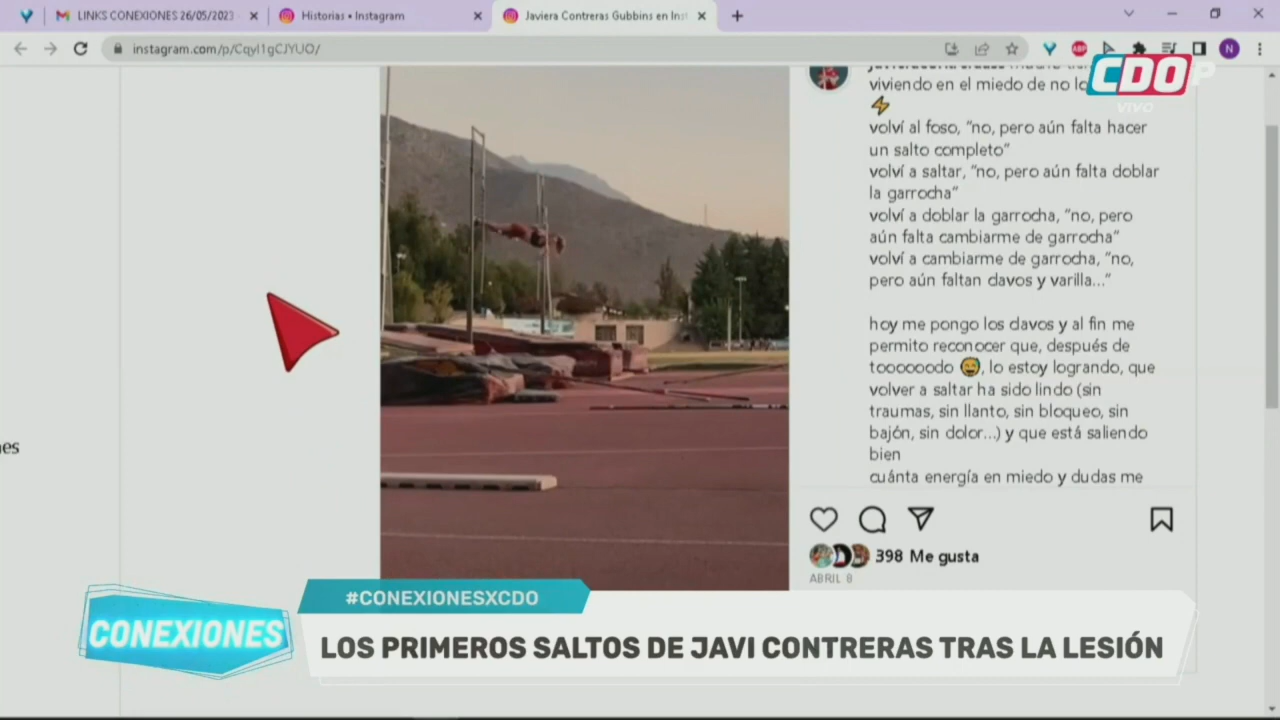 LINKS CONEXIONES 26/05/2023
Historias • Instagram
Javiera Contreras Gubbins en Inst
instagram.com/p/CqyI1gCJYUO/
ABP
N
CDO
P
VIVO
viviendo en el miedo de no lo
⚡
volví al foso, "no, pero aún falta hacer
un salto completo"
volví a saltar, "no, pero aún falta doblar
la garrocha"
volví a doblar la garrocha, "no, pero
aún falta cambiarme de garrocha"
volví a cambiarme de garrocha, "no,
pero aún faltan clavos y varilla..."
hoy me pongo los clavos y al fin me
permito reconocer que, después de
toooooodo 😅, lo estoy logrando, que
volver a saltar ha sido lindo (sin
traumas, sin llanto, sin bloqueo, sin
bajón, sin dolor...) y que está saliendo
bien
cuánta energía en miedo y dudas me
398 Me gusta
ABRIL 8
#CONEXIONESXCDO
CONEXIONES
LOS PRIMEROS SALTOS DE JAVI CONTRERAS TRAS LA LESIÓN